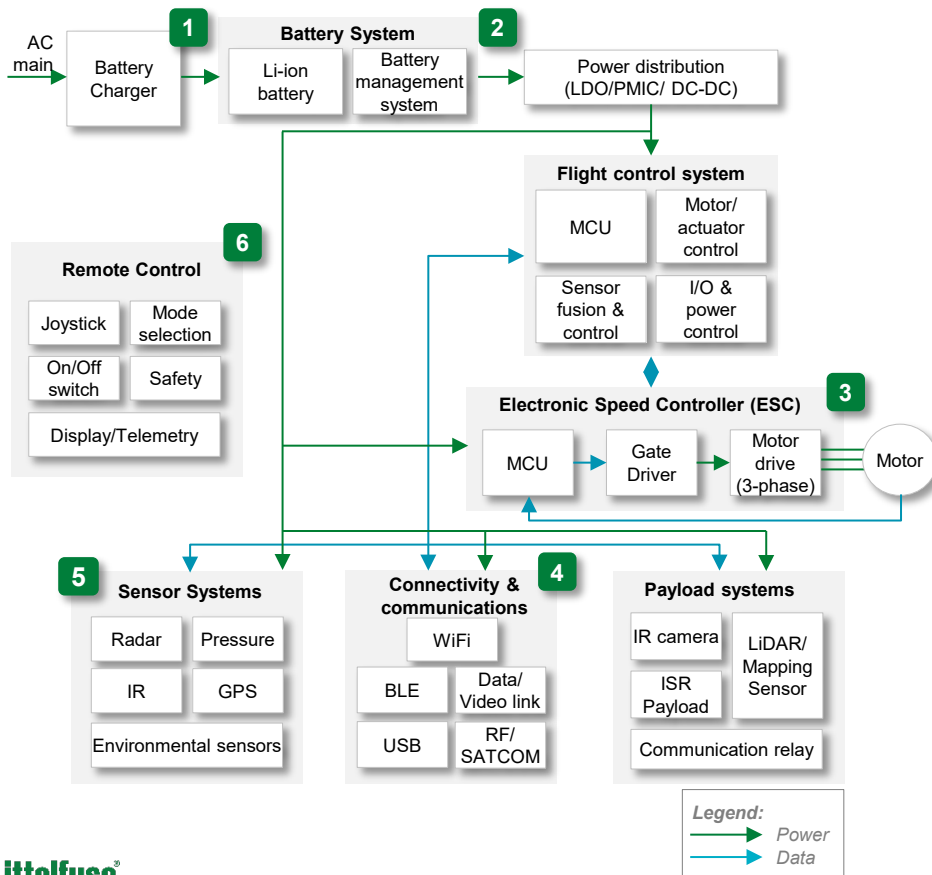 1
AC
main
Battery
Charger
Battery System
2
Li-ion
battery
Battery
management
system
Power distribution
(LDO/PMIC/ DC-DC)
Flight control system
MCU
Motor/
actuator
control
Sensor
fusion &
control
I/O &
power
control
6
Remote Control
Joystick
Mode
selection
On/Off
switch
Safety
Display/Telemetry
3
Electronic Speed Controller (ESC)
MCU
Gate
Driver
Motor
drive
(3-phase)
Motor
5
Sensor Systems
Radar
Pressure
IR
GPS
Environmental sensors
4
Connectivity &
communications
WiFi
BLE
Data/
Video link
USB
RF/
SATCOM
Payload systems
IR camera
LiDAR/
Mapping
Sensor
ISR
Payload
Communication relay
Legend:
Power
Data